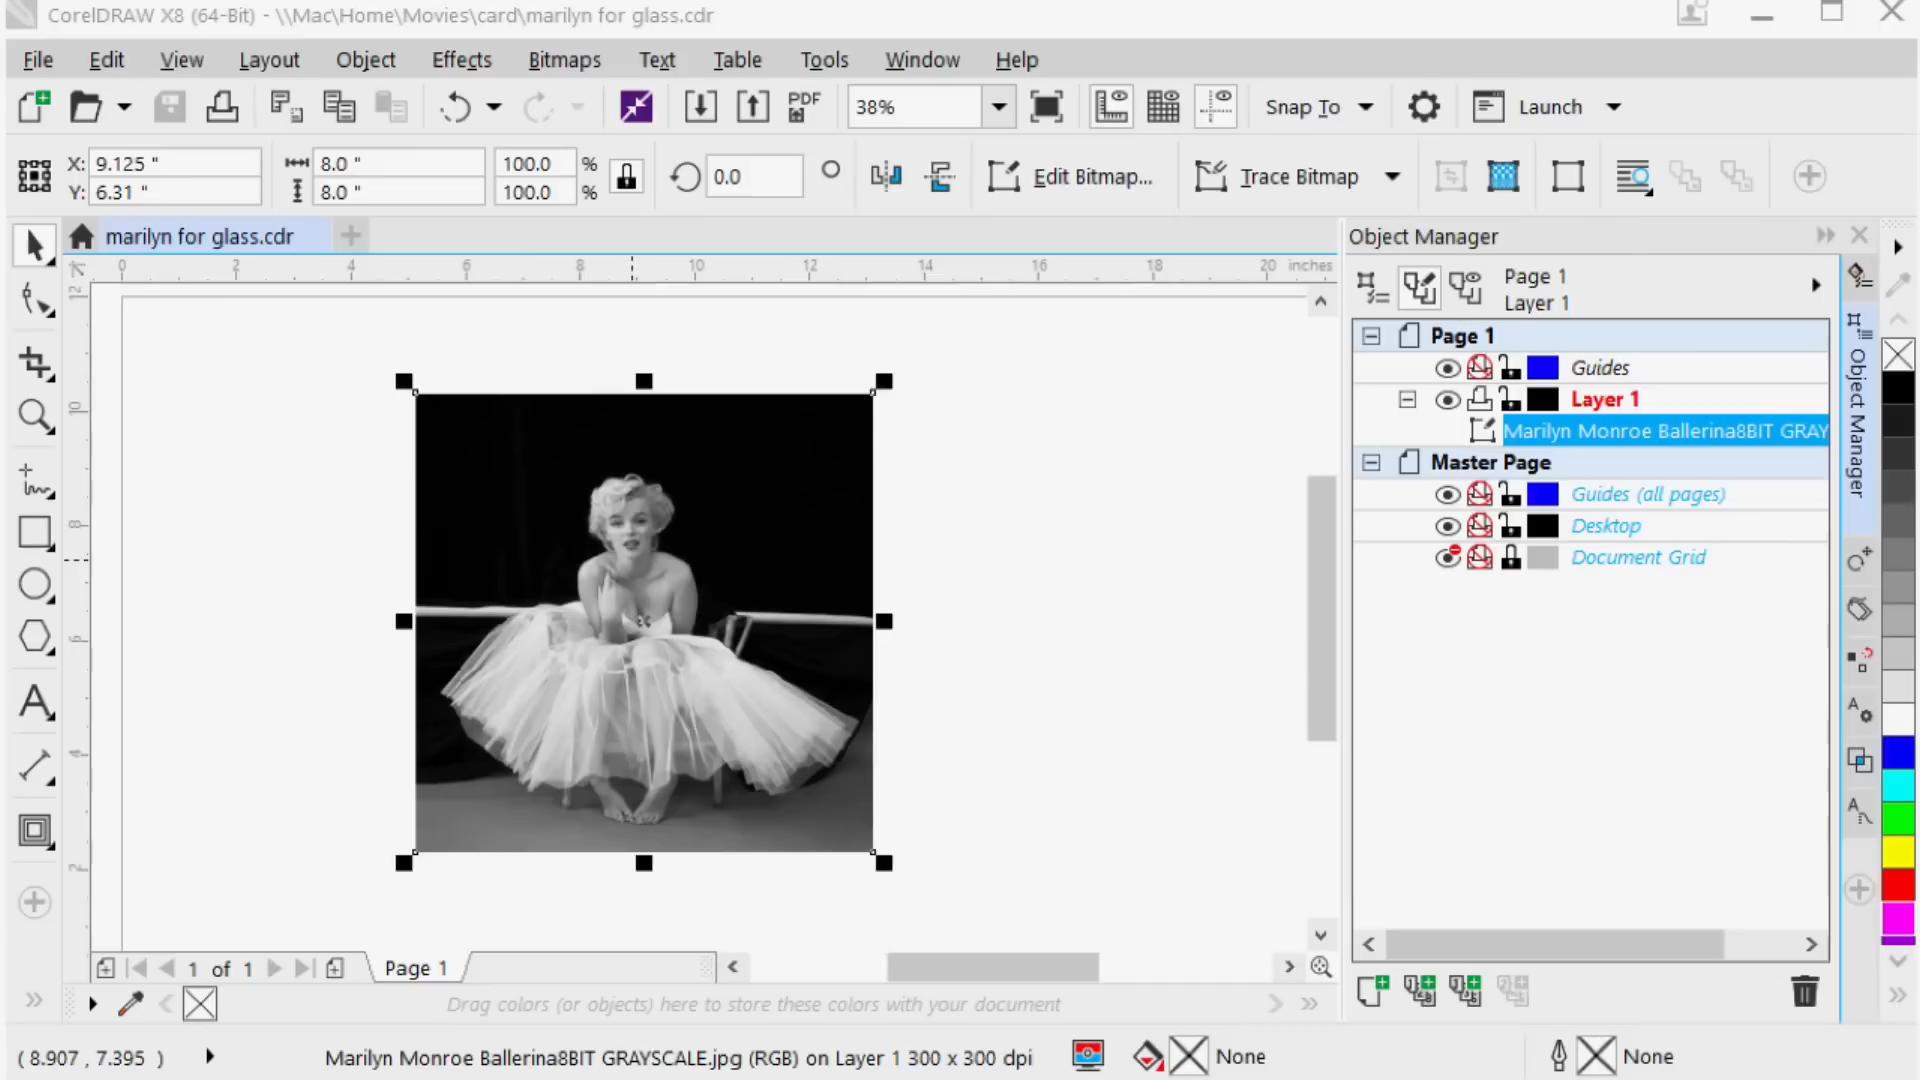 CorelDRAW X8 (64-Bit) - \\Mac\Home\Movies\card\marilyn for glass.cdr
File Edit View Layout Object Effects Bitmaps Text Table Tools Window Help
PDF 38% Snap To Launch
X: 9.125 " 8.0 " 100.0 %
Y: 6.31 " 8.0 " 100.0 %
0.0 Edit Bitmap... Trace Bitmap
marilyn for glass.cdr
0 2 4 6 8 10 12 14 16 18 20 inches
12
10
8
6
4
2
Object Manager
Page 1
Layer 1
Page 1
Guides
Layer 1
Marilyn Monroe Ballerina8BIT GRAY
Master Page
Guides (all pages)
Desktop
Document Grid
Object Manager
1 of 1 Page 1
Drag colors (or objects) here to store these colors with your document
( 8.907 , 7.395 ) Marilyn Monroe Ballerina8BIT GRAYSCALE.jpg (RGB) on Layer 1 300 x 300 dpi None None